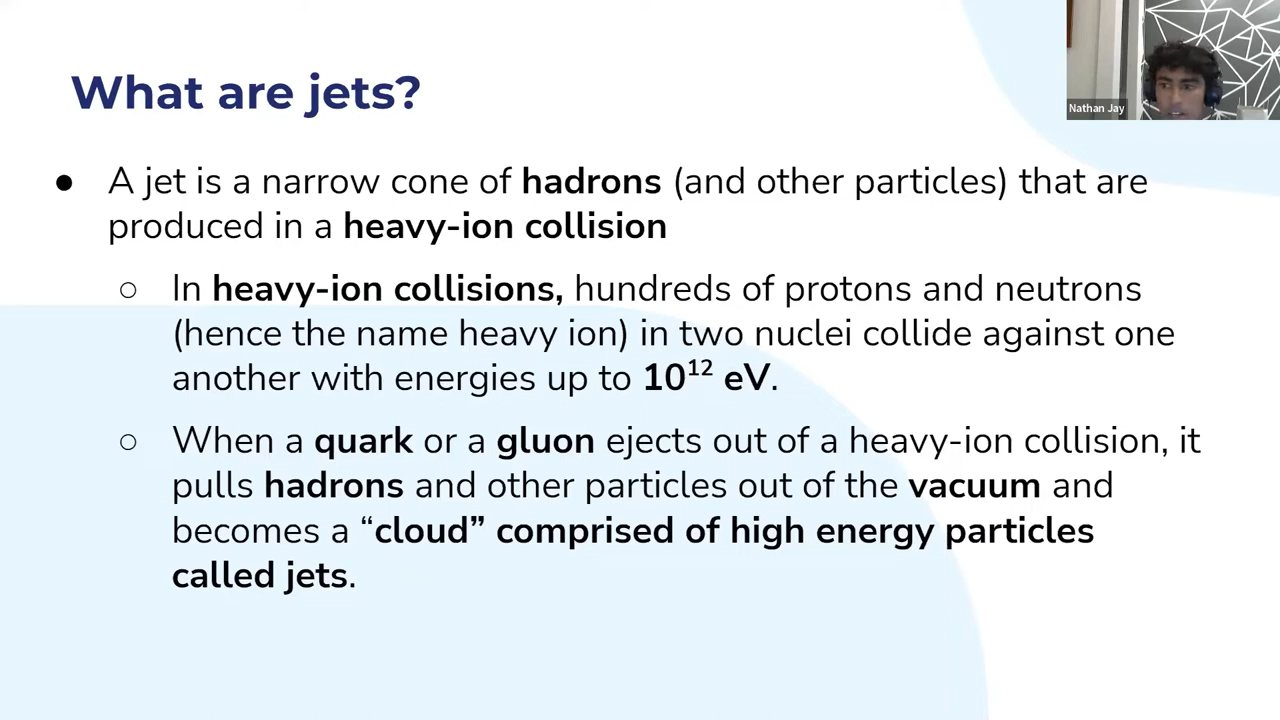 What are jets?
Nathan Jay
● A jet is a narrow cone of hadrons (and other particles) that are
produced in a heavy-ion collision
○ In heavy-ion collisions, hundreds of protons and neutrons
(hence the name heavy ion) in two nuclei collide against one
another with energies up to 10¹² eV.
○ When a quark or a gluon ejects out of a heavy-ion collision, it
pulls hadrons and other particles out of the vacuum and
becomes a “cloud” comprised of high energy particles
called jets.